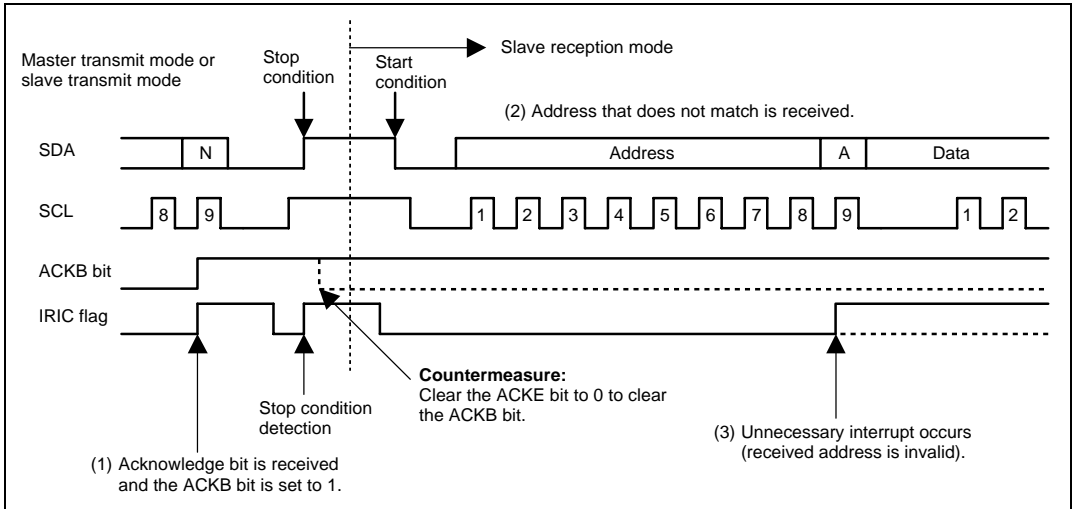 Master transmit mode or
slave transmit mode
Stop
condition
Slave reception mode
Start
condition
(2) Address that does not match is received.
SDA
N
Address
A
Data
SCL
8 9 1 2 3 4 5 6 7 8 9 1 2
ACKB bit
IRIC flag
Countermeasure:
Clear the ACKE bit to 0 to clear
the ACKB bit.
Stop condition
detection
(3) Unnecessary interrupt occurs
(received address is invalid).
(1) Acknowledge bit is received
and the ACKB bit is set to 1.